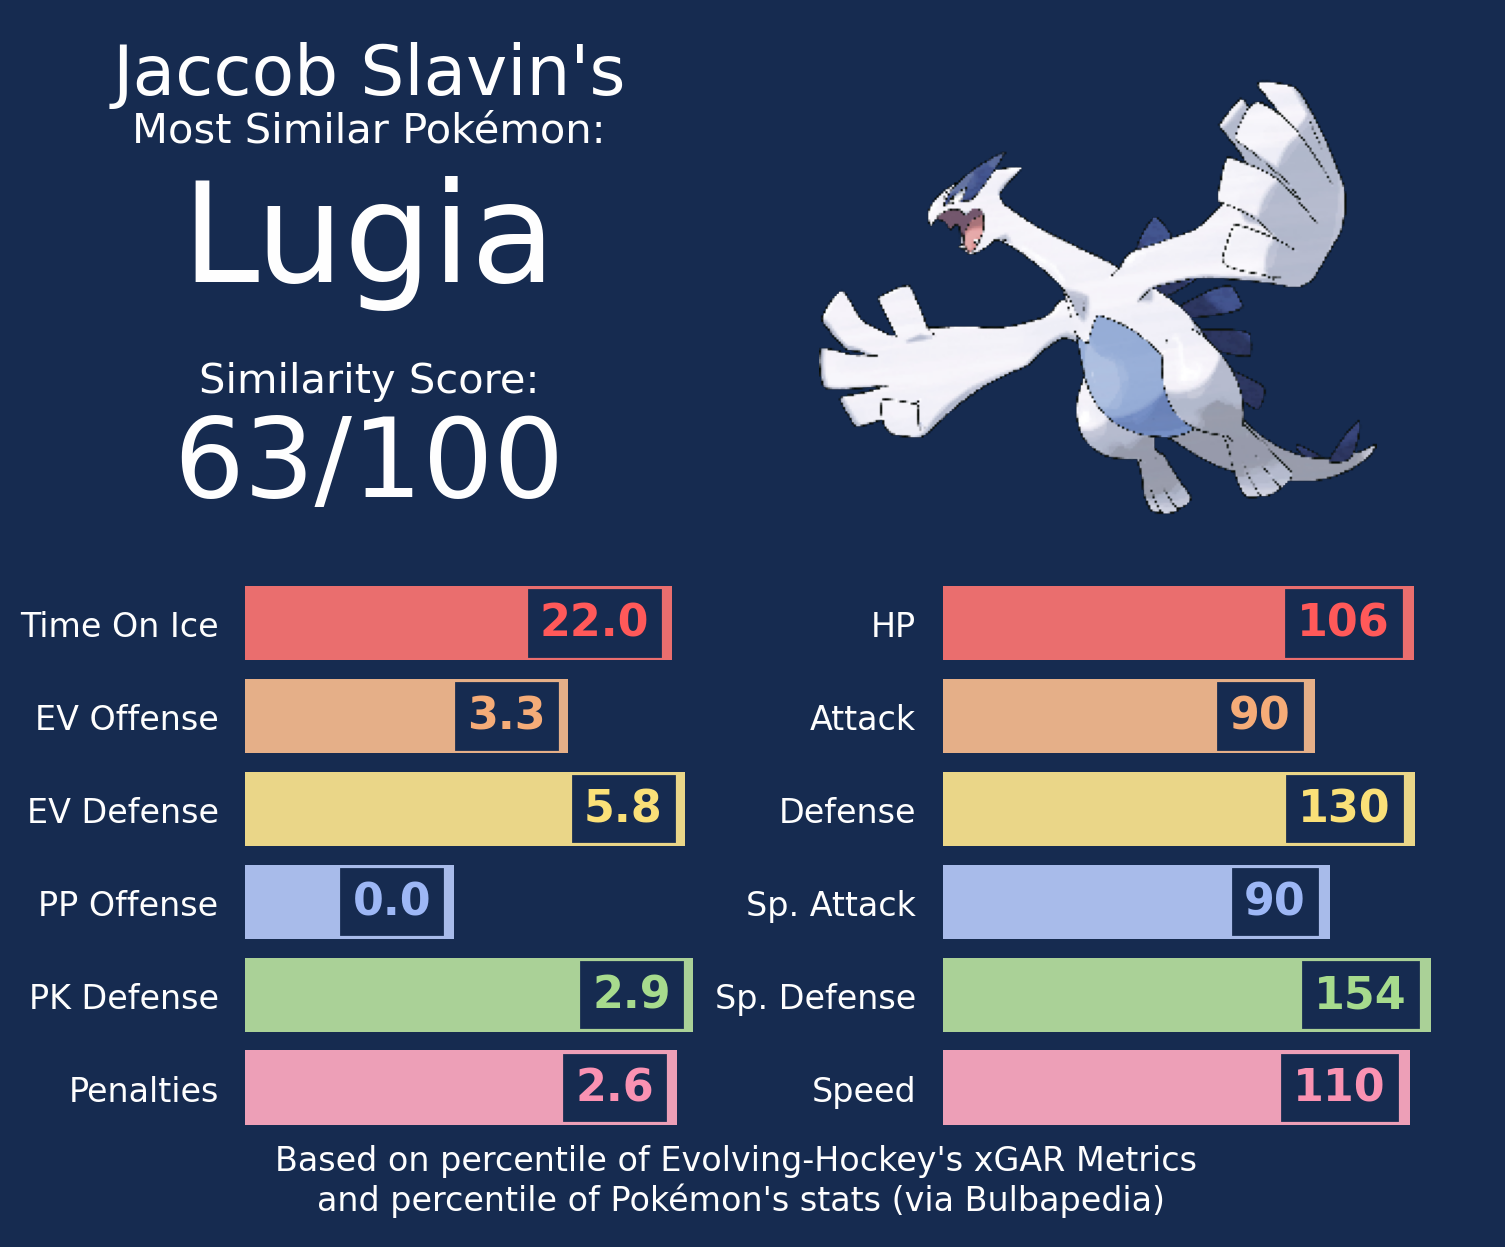 Jaccob Slavin's
Most Similar Pokémon:
Lugia
Similarity Score:
63/100
Time On Ice 22.0
EV Offense 3.3
EV Defense 5.8
PP Offense 0.0
PK Defense 2.9
Penalties 2.6
HP 106
Attack 90
Defense 130
Sp. Attack 90
Sp. Defense 154
Speed 110
Based on percentile of Evolving-Hockey's xGAR Metrics
and percentile of Pokémon's stats (via Bulbapedia)